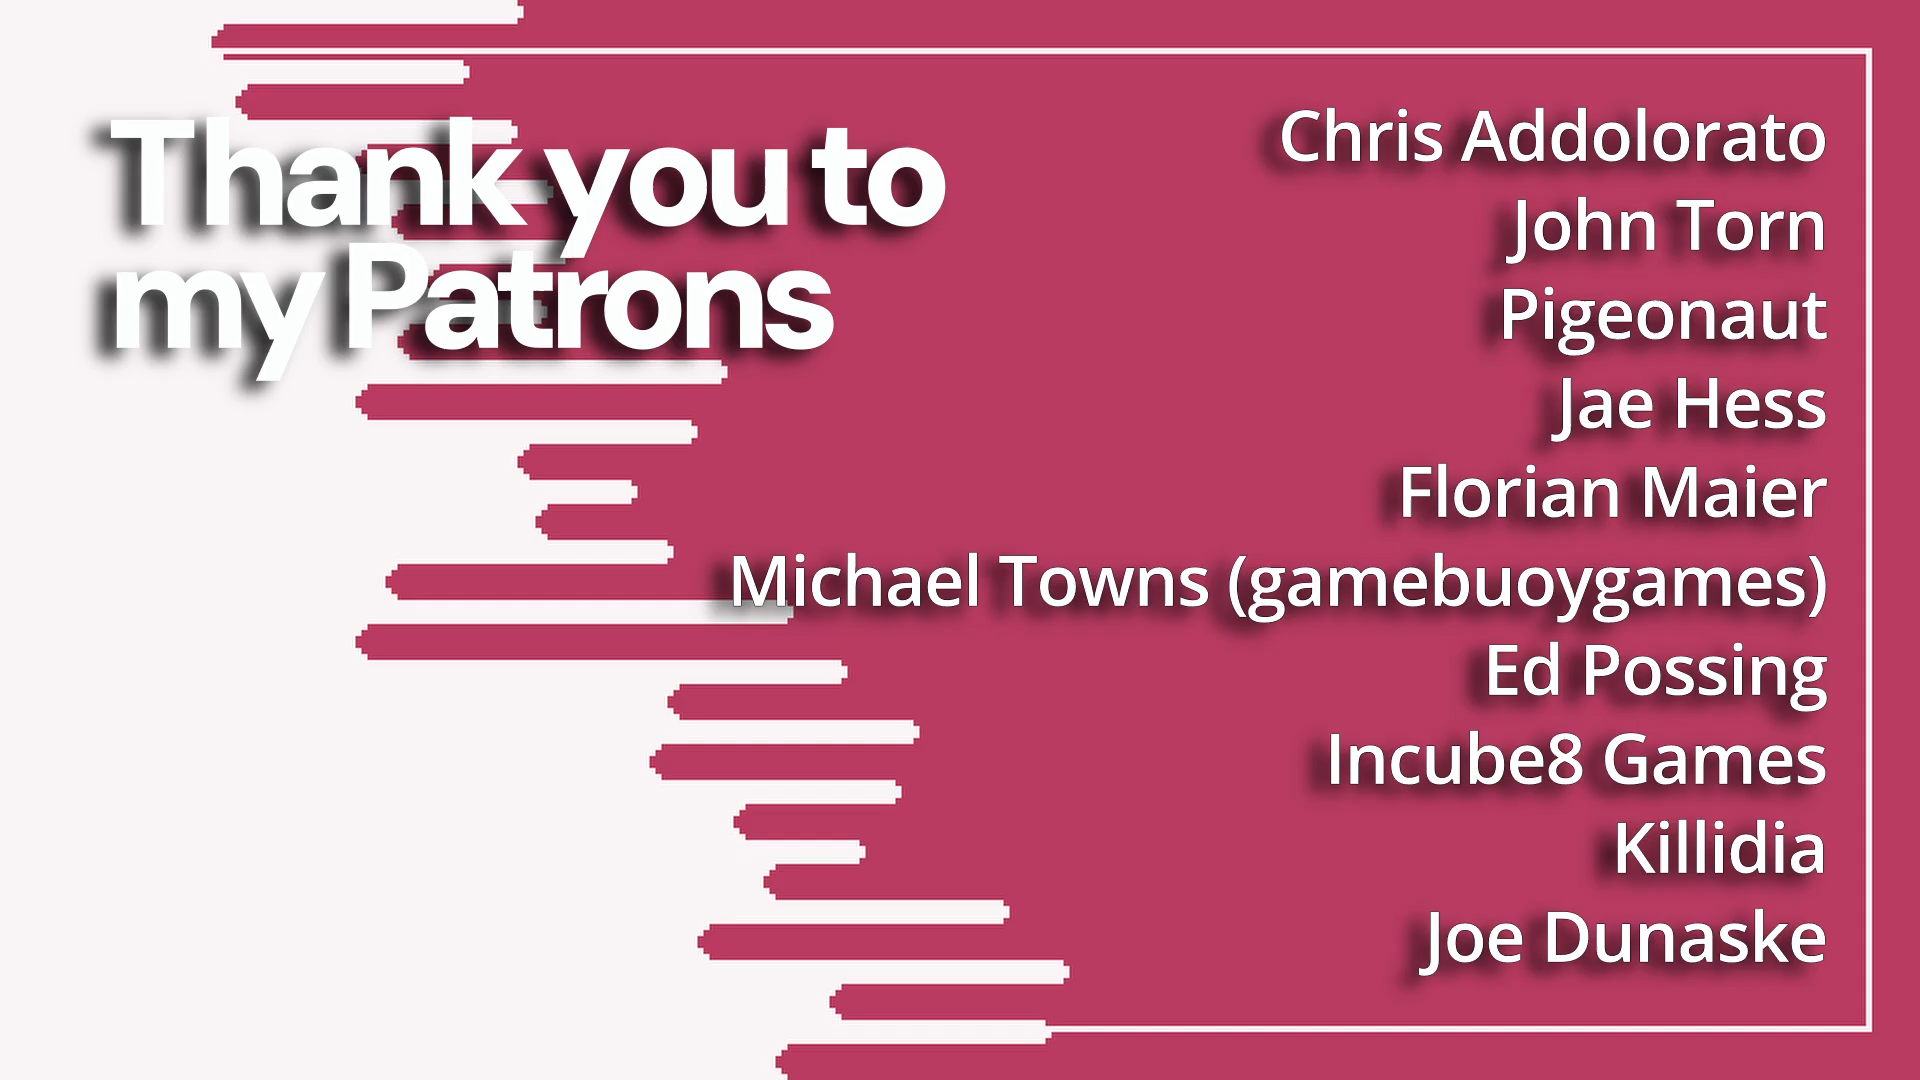 Thank you to
my Patrons
Chris Addolorato
John Torn
Pigeonaut
Jae Hess
Florian Maier
Michael Towns (gamebuoygames)
Ed Possing
Incube8 Games
Killidia
Joe Dunaske